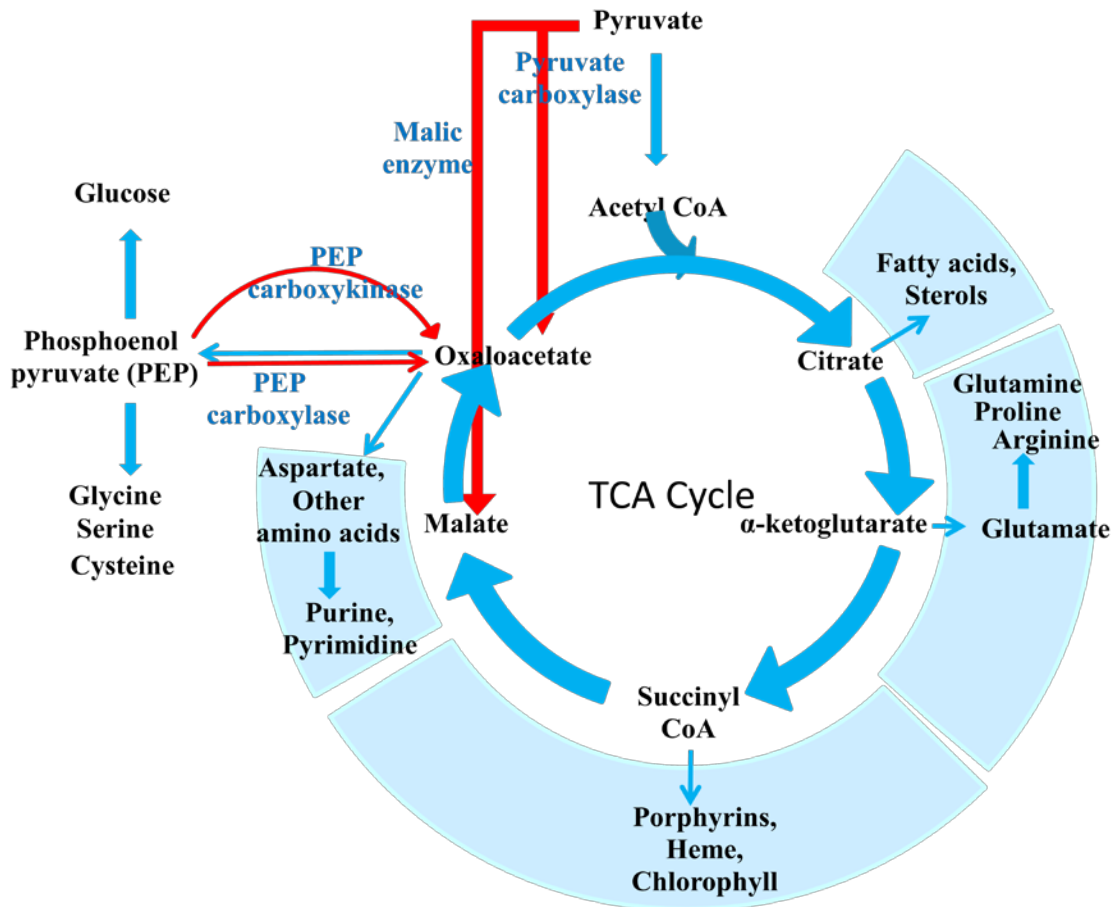 Pyruvate
Pyruvate
carboxylase
Malic
enzyme
Acetyl CoA
Glucose
PEP
carboxykinase
Fatty acids,
Sterols
Phosphoenol
pyruvate (PEP)
Oxaloacetate
Citrate
PEP
carboxylase
Glutamine
Proline
Arginine
Glycine
Serine
Cysteine
Aspartate,
Other
amino acids
Malate
TCA Cycle
α-ketoglutarate
Glutamate
Purine,
Pyrimidine
Succinyl
CoA
Porphyrins,
Heme,
Chlorophyll